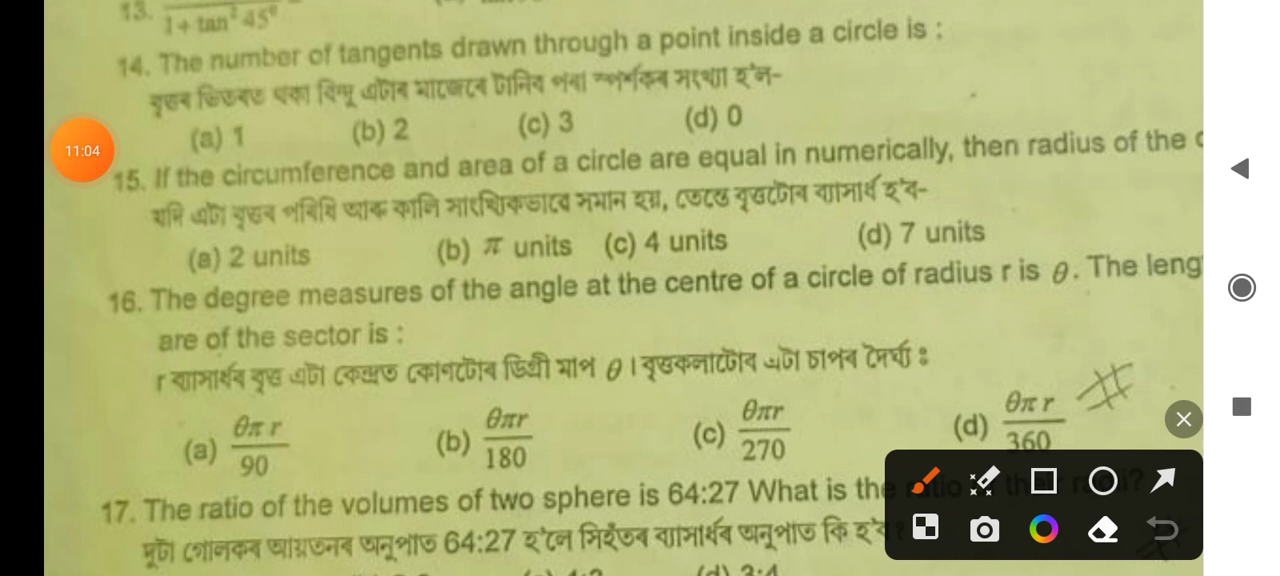 13.
1 + tan² 45°
14. The number of tangents drawn through a point inside a circle is :
বৃত্তৰ ভিতৰত থকা বিন্দু এটাৰ মাজেৰে টানিব পৰা স্পৰ্শকৰ সংখ্যা হ'ল-
(a) 1 (b) 2 (c) 3 (d) 0
15. If the circumference and area of a circle are equal in numerically, then radius of the
যদি এটা বৃত্তৰ পৰিধি আৰু কালি সাংখ্যিকভাৱে সমান হয়, তেন্তে বৃত্তটোৰ ব্যাসাৰ্ধ হ'ব-
(a) 2 units (b) π units (c) 4 units (d) 7 units
16. The degree measures of the angle at the centre of a circle of radius r is θ. The leng
are of the sector is :
r ব্যাসাৰ্ধৰ বৃত্ত এটা কেন্দ্ৰত কোণটোৰ ডিগ্ৰী মাপ θ। বৃত্তকলাটোৰ এটা চাপৰ দৈৰ্ঘ্য ঃ
(a) θπ r / 90 (b) θπr / 180 (c) θπr / 270 (d) θπ r / 360
17. The ratio of the volumes of two sphere is 64:27 What is the
দুটা গোলকৰ আয়তনৰ অনুপাত 64:27 হ'লে সিহঁতৰ ব্যাসাৰ্ধৰ অনুপাত কি হ'ব
(d) 3:4
11:04